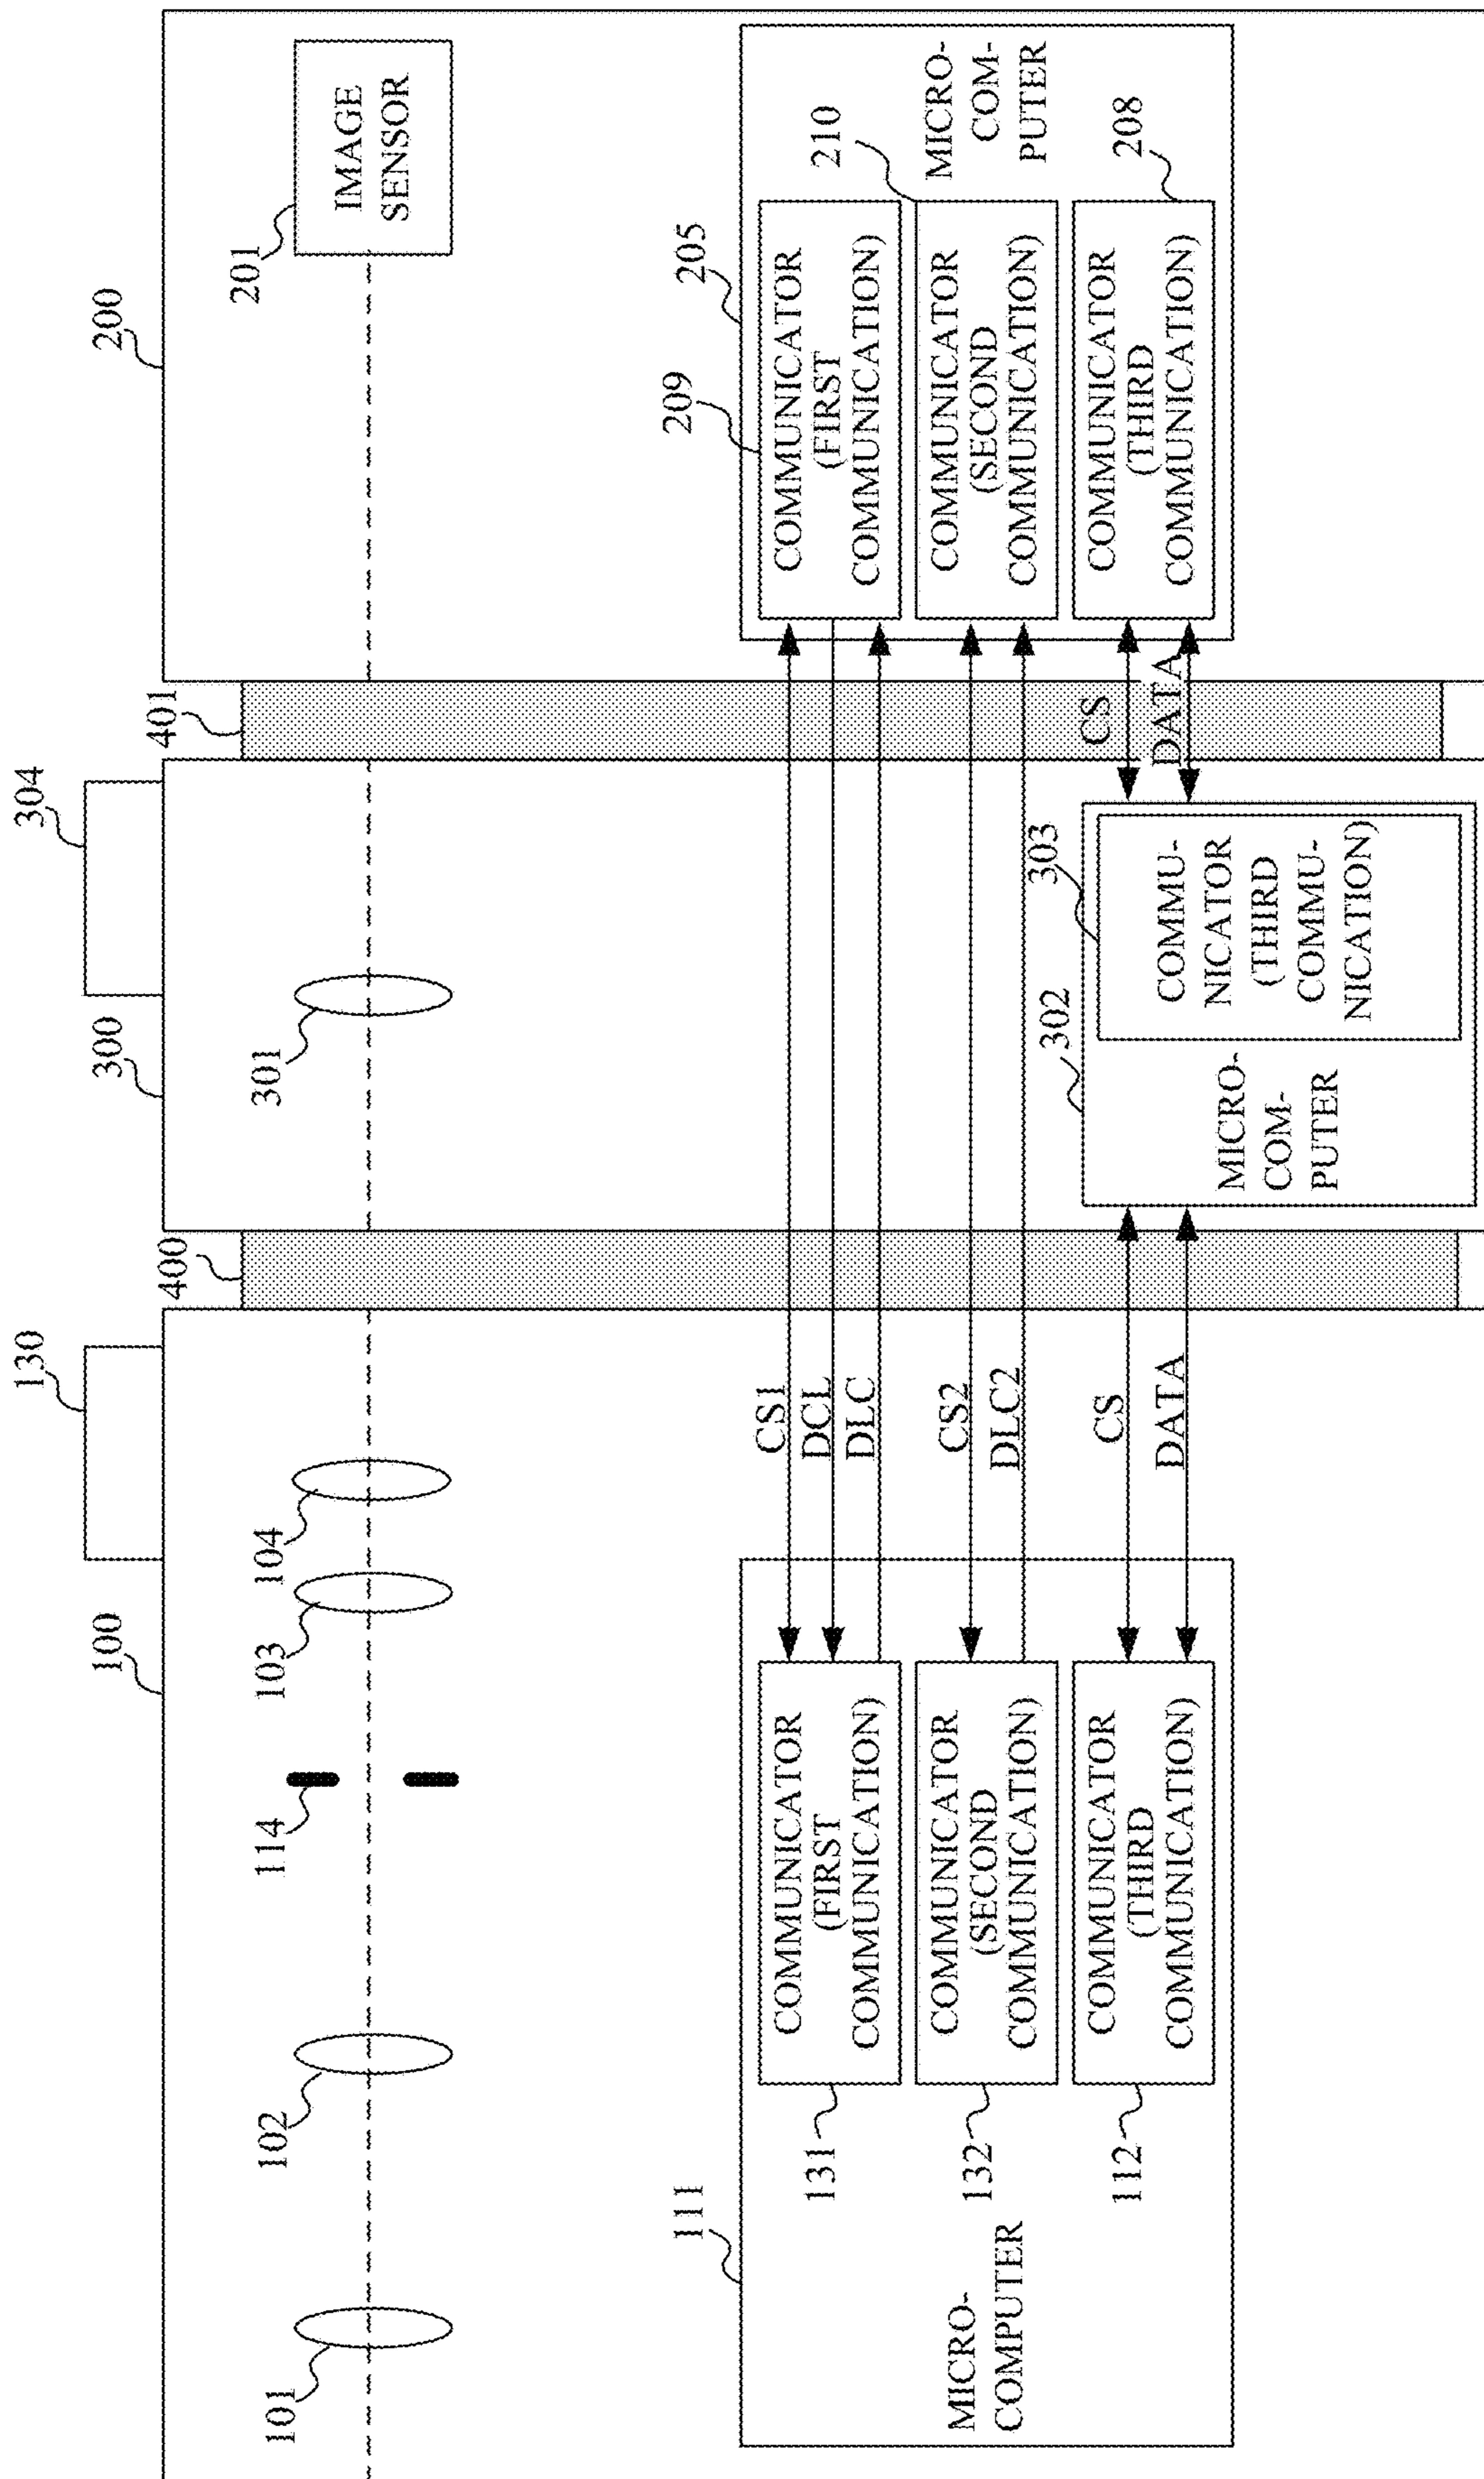 130
304
100
400
300
401
200
101
102
114
103
104
301
201
IMAGE
SENSOR
111
MICRO-
COMPUTER
131
COMMUNICATOR
(FIRST
COMMUNICATION)
132
COMMUNICATOR
(SECOND
COMMUNICATION)
112
COMMUNICATOR
(THIRD
COMMUNICATION)
CS1
DCL
DLC
CS2
DLC2
CS
DATA
302
MICRO-
COM-
PUTER
303
COMMU-
NICATOR
(THIRD
COMMU-
NICATION)
CS
DATA
209
205
COMMUNICATOR
(FIRST
COMMUNICATION)
210
COMMUNICATOR
(SECOND
COMMUNICATION)
208
COMMUNICATOR
(THIRD
COMMUNICATION)
MICRO-
COM-
PUTER